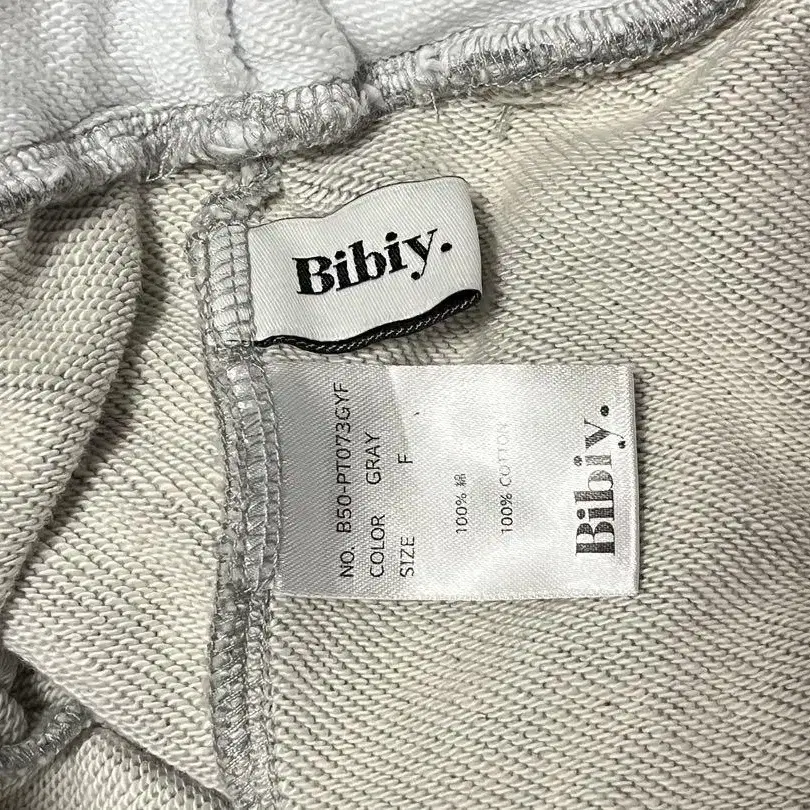 Bibiy.
NO. B50-PT073GYF
COLOR GRAY
SIZE F
100% 綿
100% COTTON
Bibiy.